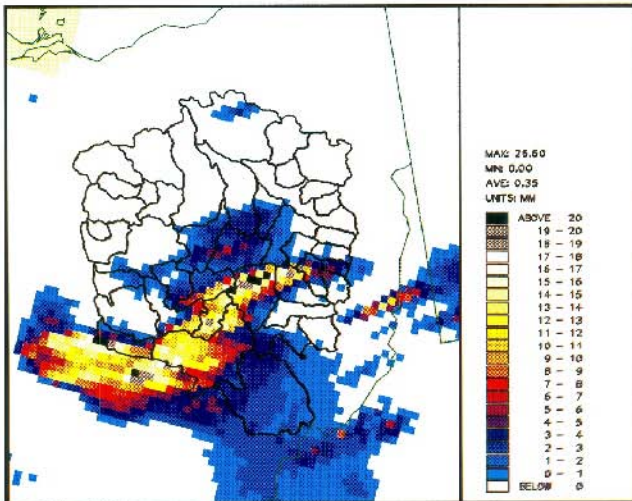 MAX: 25.60
MIN: 0.00
AVE: 0.35
UNITS: MM
ABOVE 20
19 - 20
18 - 19
17 - 18
16 - 17
15 - 16
14 - 15
13 - 14
12 - 13
11 - 12
10 - 11
9 - 10
8 - 9
7 - 8
6 - 7
5 - 6
4 - 5
3 - 4
2 - 3
1 - 2
0 - 1
BELOW 0